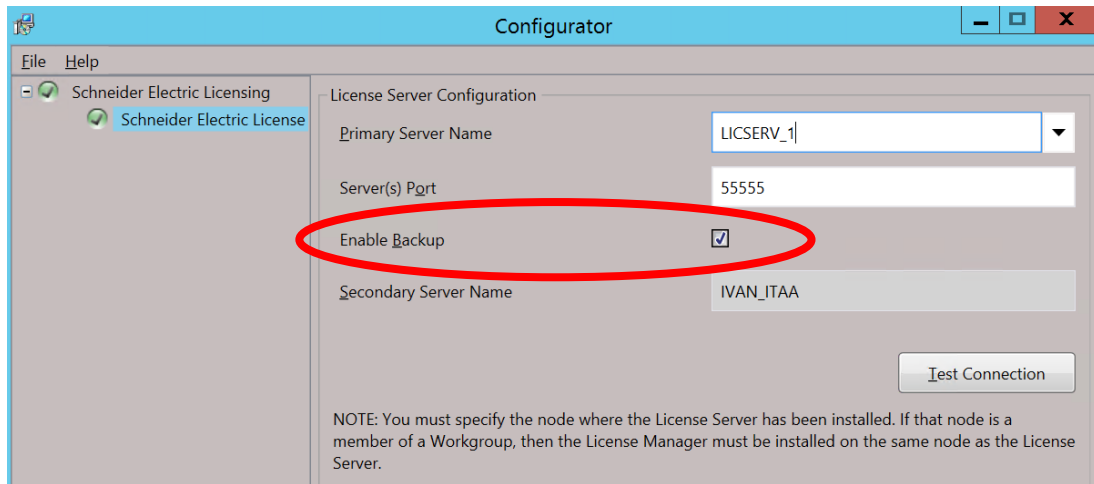 Configurator
File Help
Schneider Electric Licensing
Schneider Electric License
License Server Configuration
Primary Server Name
LICSERV_1
Server(s) Port
55555
Enable Backup
Secondary Server Name
IVAN_ITAA
Test Connection
NOTE: You must specify the node where the License Server has been installed. If that node is a
member of a Workgroup, then the License Manager must be installed on the same node as the License
Server.